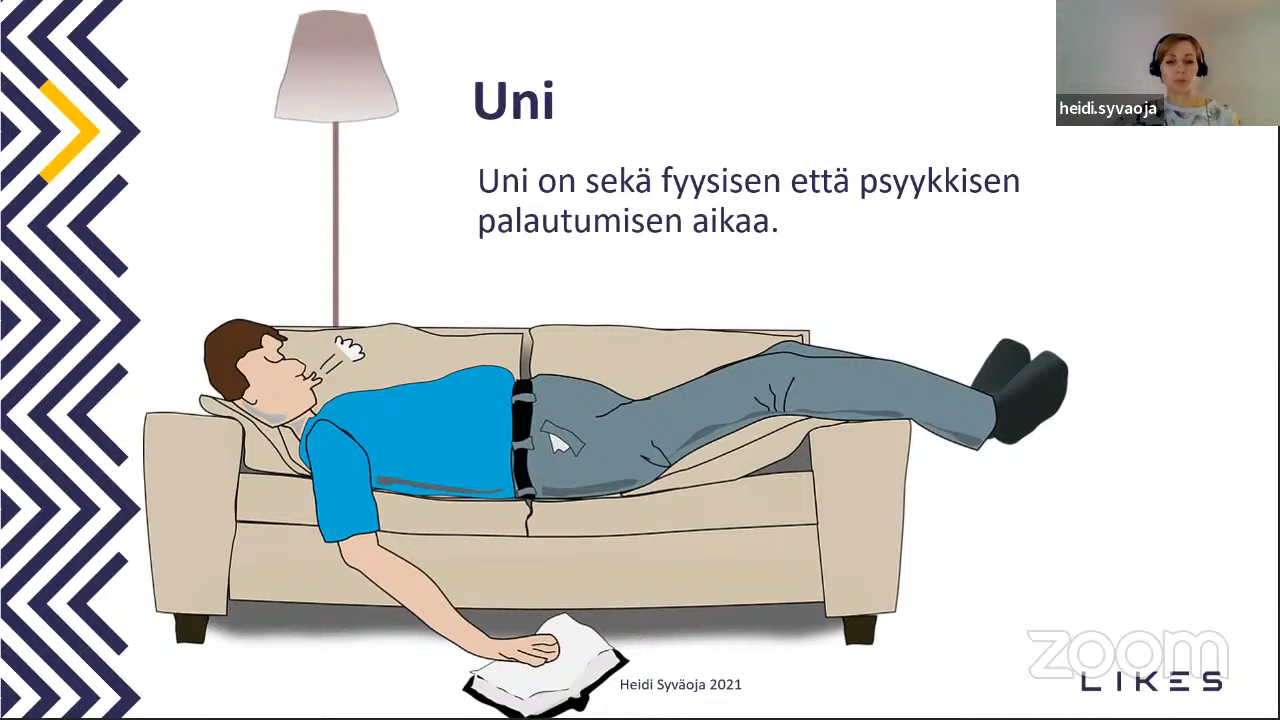 Uni
heidi.syvaoja
Uni on sekä fyysisen että psyykkisen
palautumisen aikaa.
zoom
LIKES
Heidi Syväoja 2021